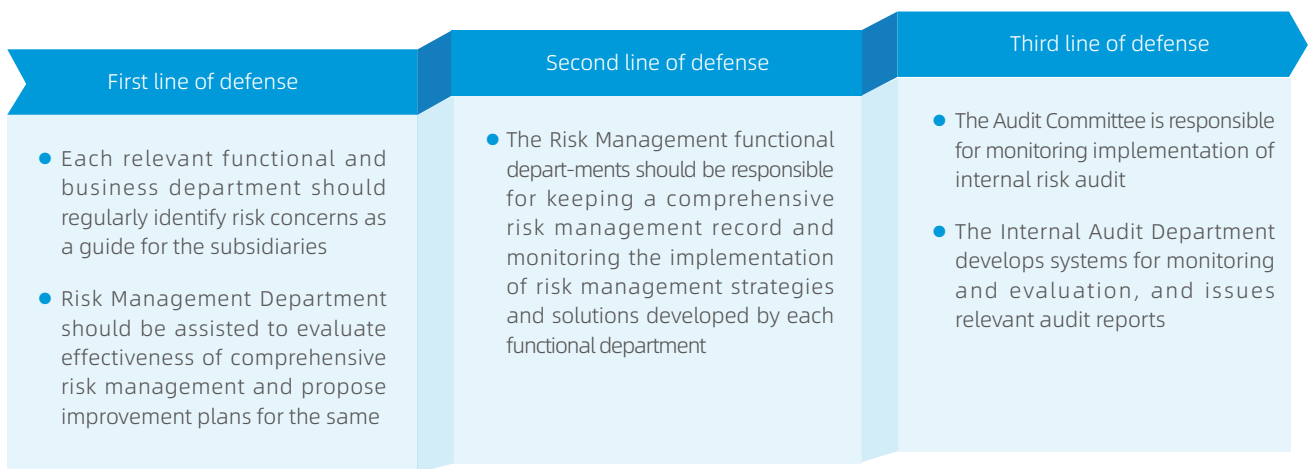 First line of defense
Each relevant functional and
business department should
regularly identify risk concerns as
a guide for the subsidiaries
Risk Management Department
should be assisted to evaluate
effectiveness of comprehensive
risk management and propose
improvement plans for the same
Second line of defense
The Risk Management functional
depart-ments should be responsible
for keeping a comprehensive
risk management record and
monitoring the implementation
of risk management strategies
and solutions developed by each
functional department
Third line of defense
The Audit Committee is responsible
for monitoring implementation of
internal risk audit
The Internal Audit Department
develops systems for monitoring
and evaluation, and issues
relevant audit reports